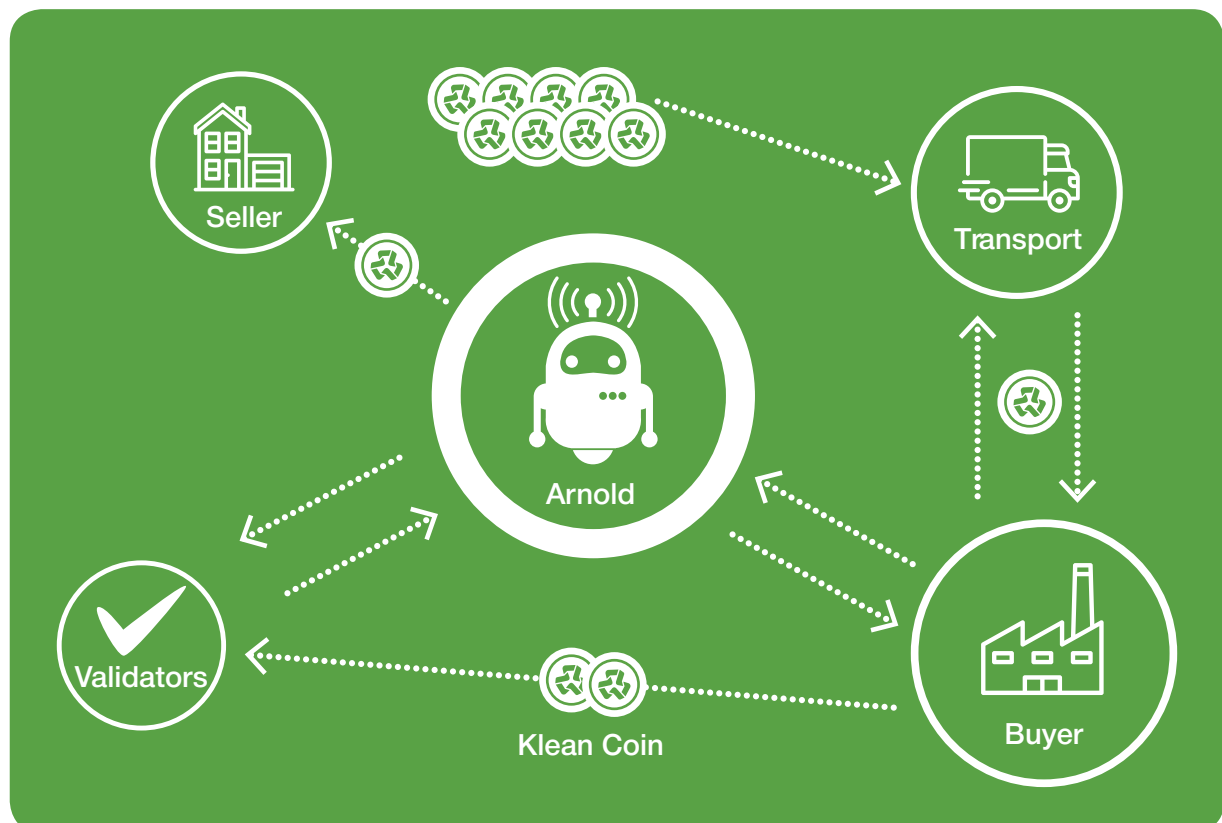 Seller
Transport
Arnold
Validators
Klean Coin
Buyer